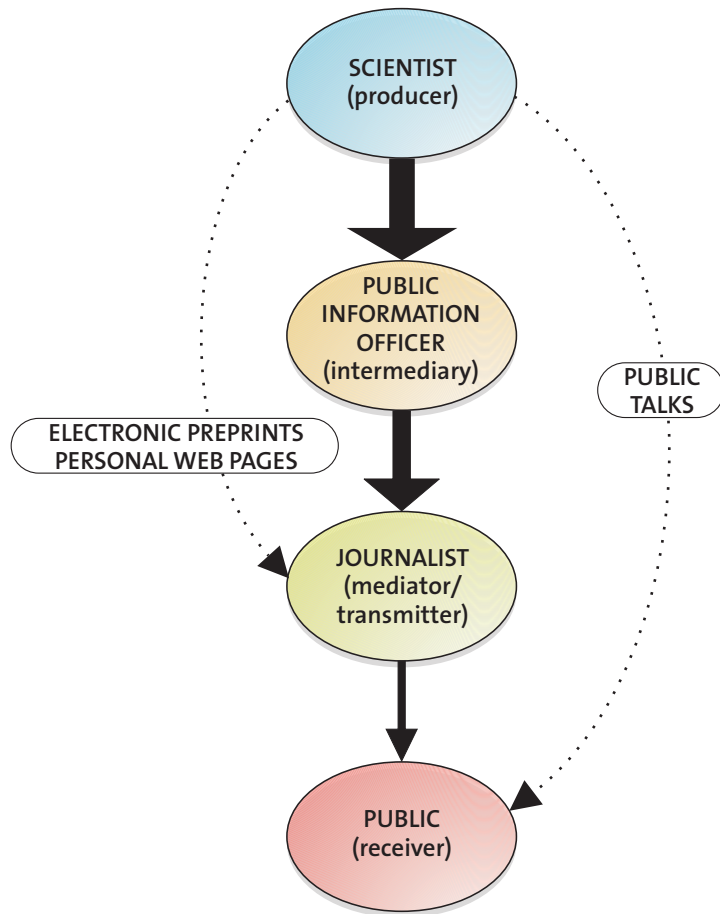 SCIENTIST
(producer)
PUBLIC
INFORMATION
OFFICER
(intermediary)
PUBLIC
TALKS
ELECTRONIC PREPRINTS
PERSONAL WEB PAGES
JOURNALIST
(mediator/
transmitter)
PUBLIC
(receiver)